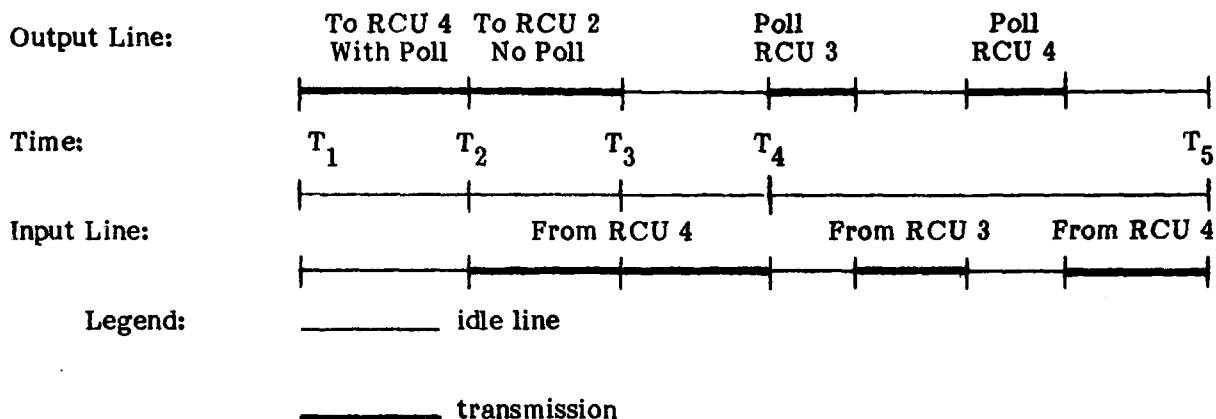 To RCU 4 To RCU 2 Poll Poll
Output Line: With Poll No Poll RCU 3 RCU 4
Time: T1 T2 T3 T4 T5
Input Line: From RCU 4 From RCU 3 From RCU 4
Legend: idle line
transmission